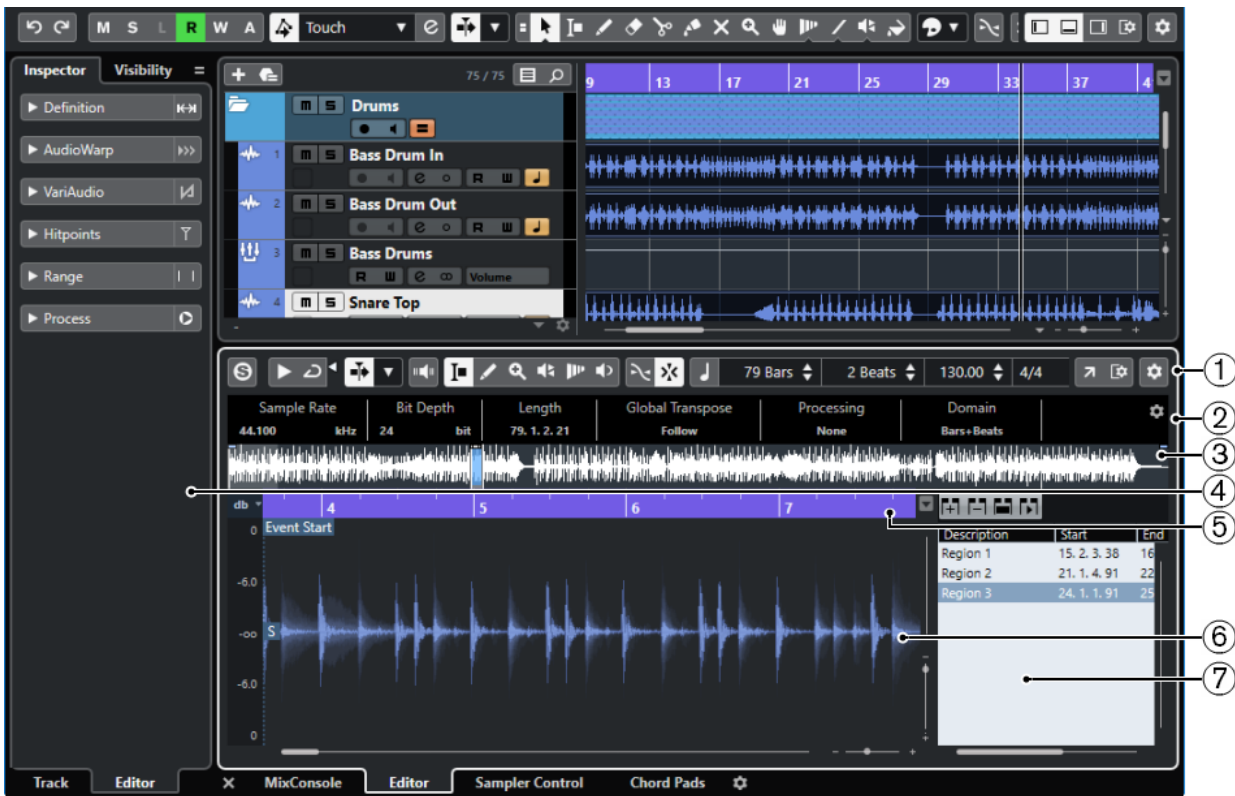 M S L R W A Touch
Inspector Visibility
75 / 75
9 13 17 21 25 29 33 37 4
Definition
AudioWarp
VariAudio
Hitpoints
Range
Process
m S Drums
1 m S Bass Drum In
e R W
2 m S Bass Drum Out
e R W
3 m S Bass Drums
R W e Volume
4 m S Snare Top
79 Bars 2 Beats 130.00 4/4
Sample Rate Bit Depth Length Global Transpose Processing Domain
44.100 kHz 24 bit 79. 1. 2. 21 Follow None Bars+Beats
db 4 5 6 7
0 Event Start
-6.0
-oo S
-6.0
0
Description Start End
Region 1 15. 2. 3. 38 16
Region 2 21. 1. 4. 91 22
Region 3 24. 1. 1. 91 25
①
②
③
④
⑤
⑥
⑦
Track Editor MixConsole Editor Sampler Control Chord Pads